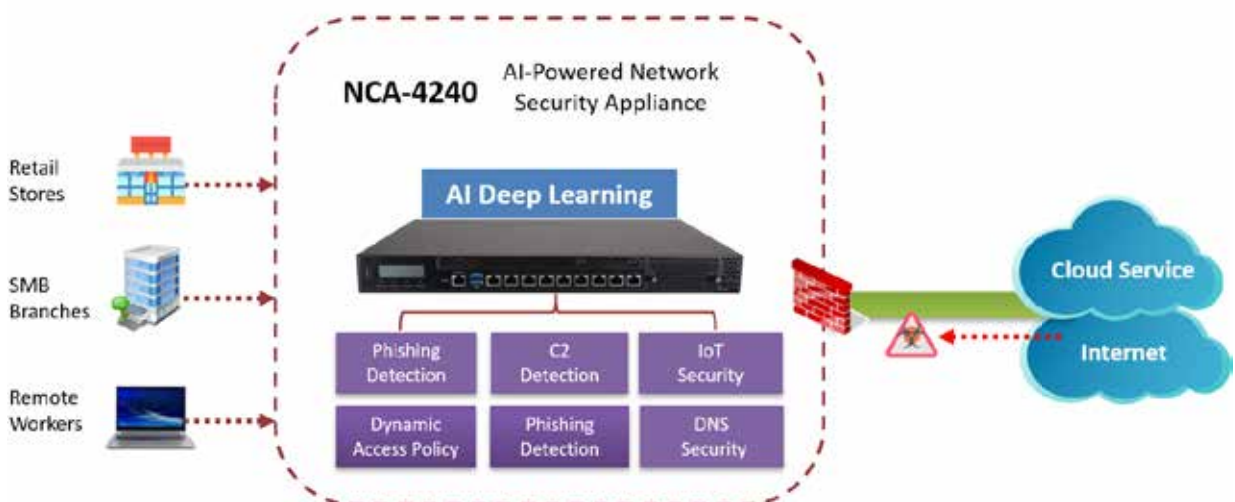 NCA-4240
AI-Powered Network
Security Appliance
Retail
Stores
SMB
Branches
Remote
Workers
AI Deep Learning
Phishing
Detection
C2
Detection
IoT
Security
Dynamic
Access Policy
Phishing
Detection
DNS
Security
Cloud Service
Internet